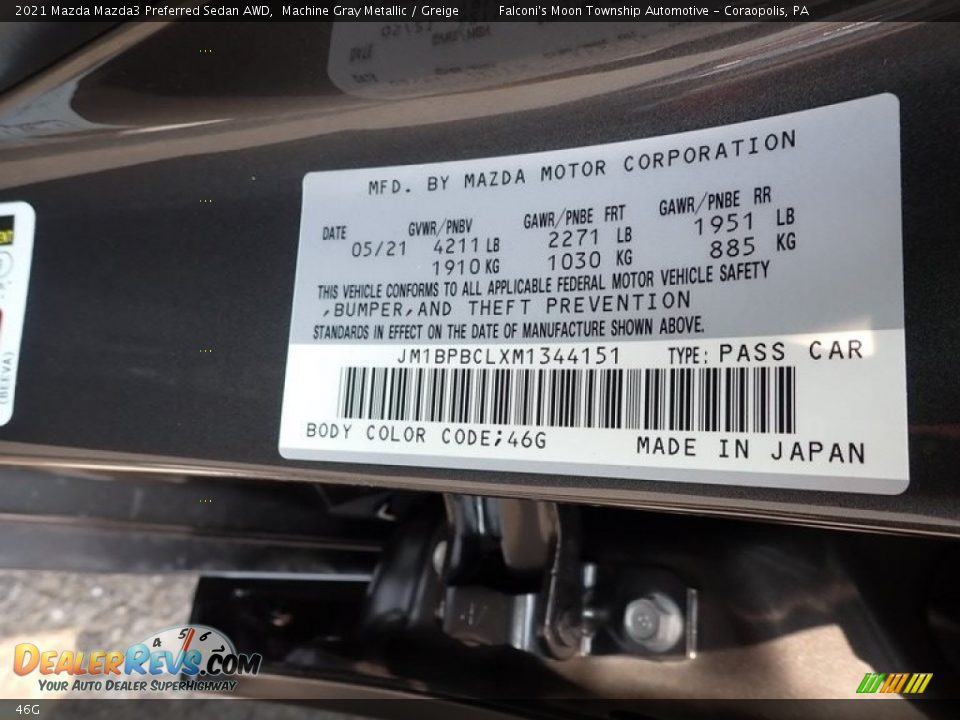 2021 Mazda Mazda3 Preferred Sedan AWD, Machine Gray Metallic / Greige Falconi's Moon Township Automotive - Coraopolis, PA
MFD. BY MAZDA MOTOR CORPORATION
DATE GVWR/PNBV GAWR/PNBE FRT GAWR/PNBE RR
05/21 4211 LB 2271 LB 1951 LB
1910 KG 1030 KG 885 KG
THIS VEHICLE CONFORMS TO ALL APPLICABLE FEDERAL MOTOR VEHICLE SAFETY
,BUMPER,AND THEFT PREVENTION
STANDARDS IN EFFECT ON THE DATE OF MANUFACTURE SHOWN ABOVE.
JM1BPBCLXM1344151 TYPE: PASS CAR
BODY COLOR CODE;46G MADE IN JAPAN
(BEEVA)
4 5 6
DEALERREVS.COM
YOUR AUTO DEALER SUPERHIGHWAY
46G